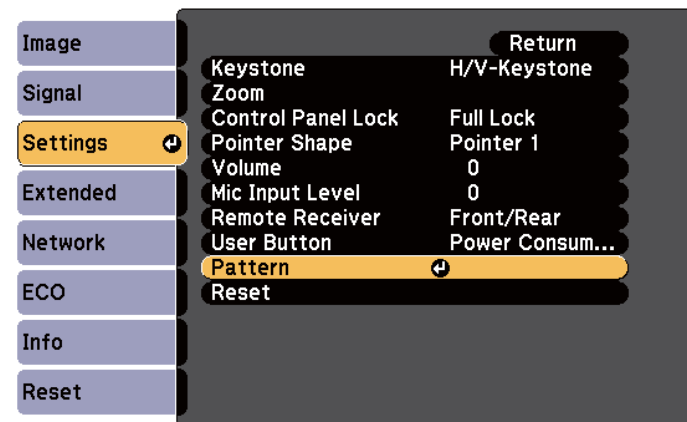 Image
Signal
Settings
Extended
Network
ECO
Info
Reset
Return
Keystone H/V-Keystone
Zoom
Control Panel Lock Full Lock
Pointer Shape Pointer 1
Volume 0
Mic Input Level 0
Remote Receiver Front/Rear
User Button Power Consum...
Pattern
Reset